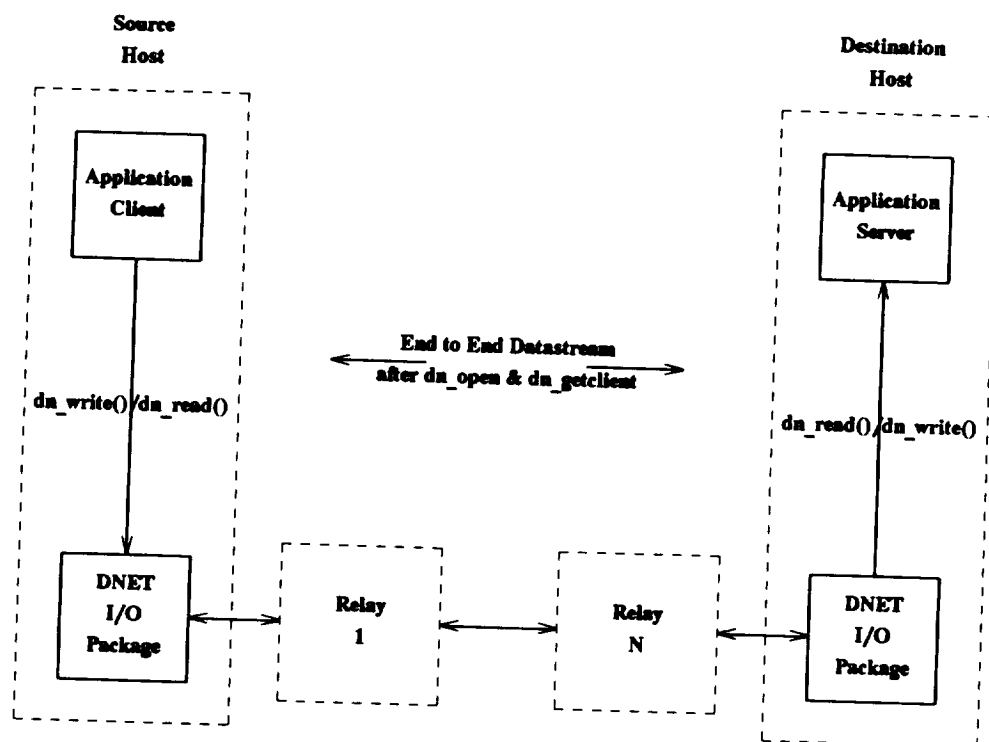 Source
Host
Destination
Host
Application
Client
Application
Server
End to End Datastream
after dn_open & dn_getclient
dn_write()/dn_read()
dn_read()/dn_write()
DNET
I/O
Package
Relay
1
Relay
N
DNET
I/O
Package